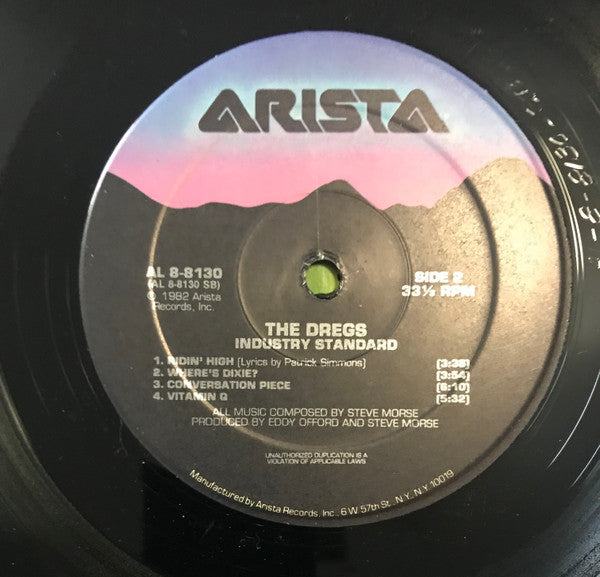 ARISTA
AL 8-8130
(AL 8-8130 SB)
℗ 1982 Arista
Records, Inc.
SIDE 2
33⅓ RPM
THE DREGS
INDUSTRY STANDARD
1. RIDIN' HIGH (Lyrics by Patrick Simmons) (3:38)
2. WHERE'S DIXIE? (3:54)
3. CONVERSATION PIECE (6:10)
4. VITAMIN Q (5:32)
ALL MUSIC COMPOSED BY STEVE MORSE
PRODUCED BY EDDY OFFORD AND STEVE MORSE
UNAUTHORIZED DUPLICATION IS A
VIOLATION OF APPLICABLE LAWS
Manufactured by Arista Records, Inc., 6 W. 57th St., N.Y., N.Y. 10019